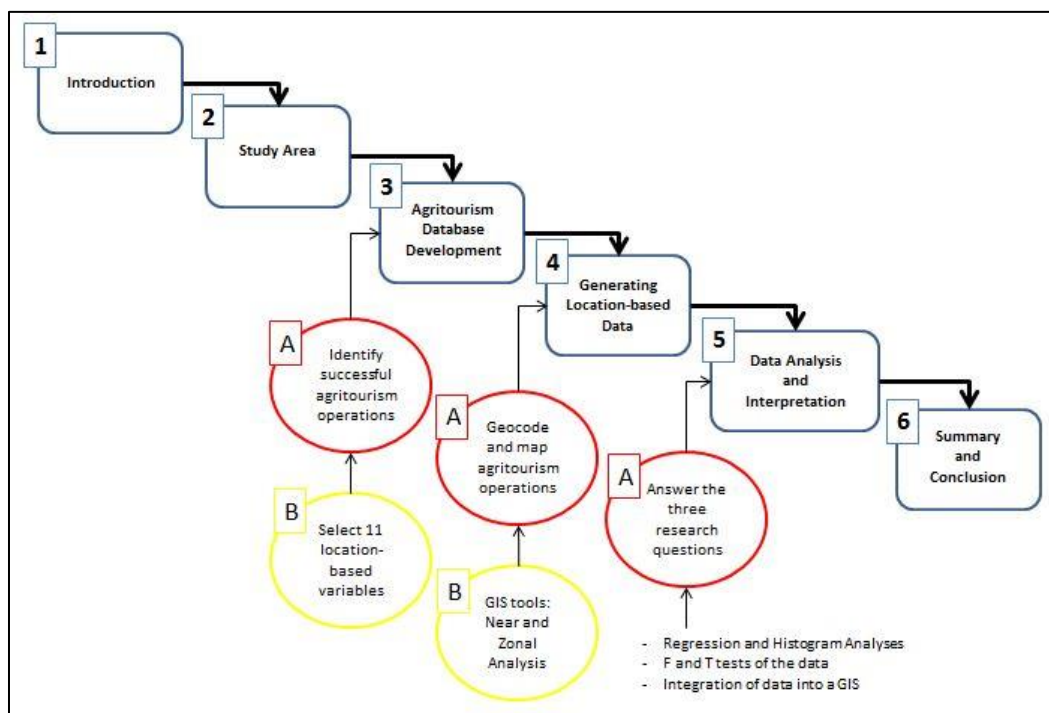 1
Introduction
2
Study Area
3
Agritourism
Database
Development
4
Generating
Location-based
Data
5
Data Analysis
and
Interpretation
6
Summary
and
Conclusion
A
Identify
successful
agritourism
operations
B
Select 11
location-
based
variables
A
Geocode
and map
agritourism
operations
B
GIS tools:
Near and
Zonal
Analysis
A
Answer the
three
research
questions
- Regression and Histogram Analyses
- F and T tests of the data
- Integration of data into a GIS